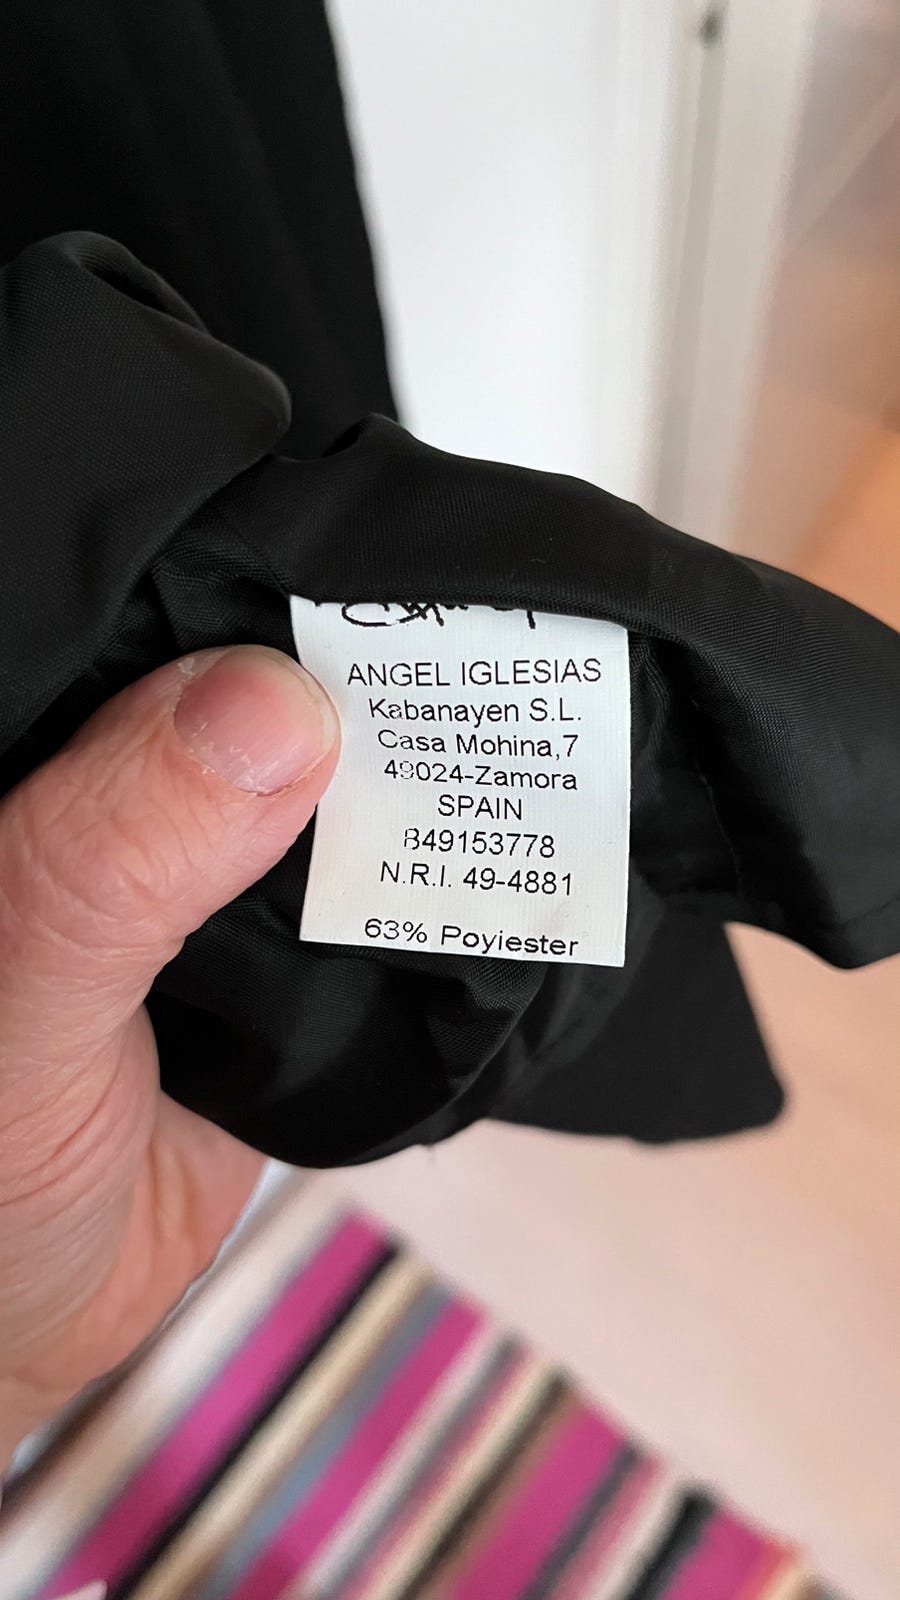 ANGEL IGLESIAS
Kabanayen S.L.
Casa Mohina,7
49024-Zamora
SPAIN
B49153778
N.R.I. 49-4881
63% Poyiester